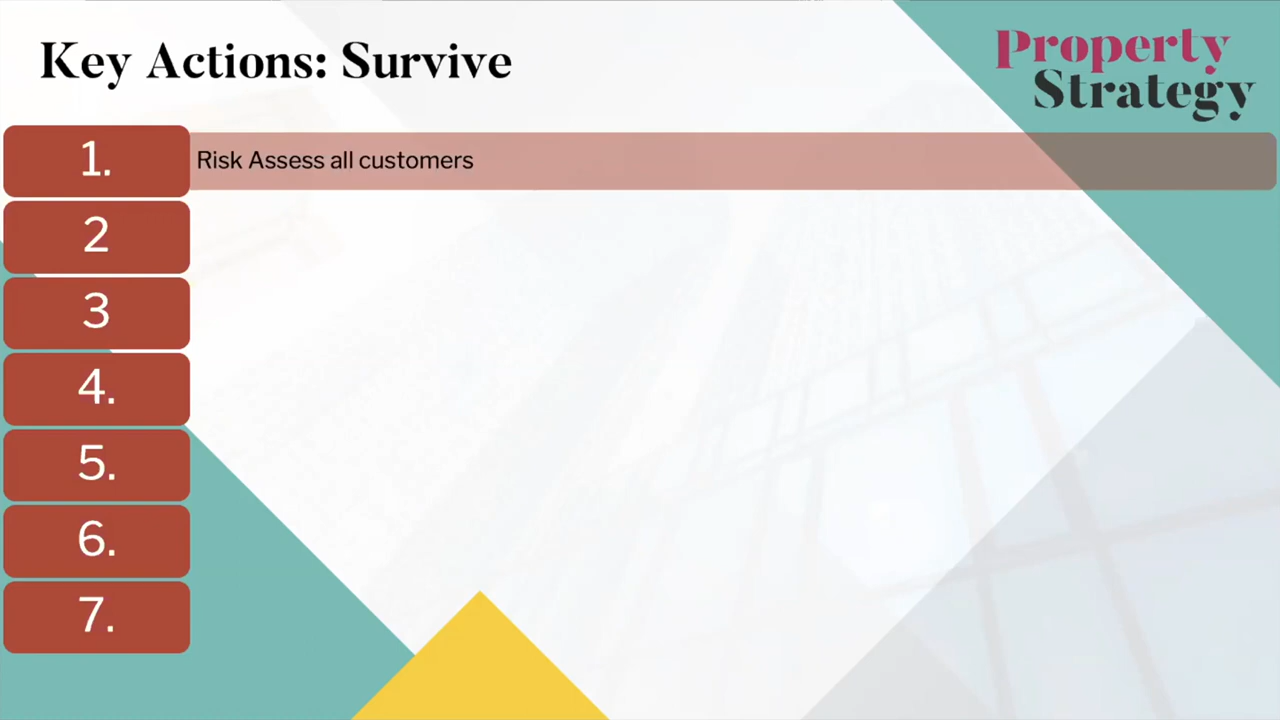 Key Actions: Survive
Property
Strategy
1.
Risk Assess all customers
2
3
4.
5.
6.
7.